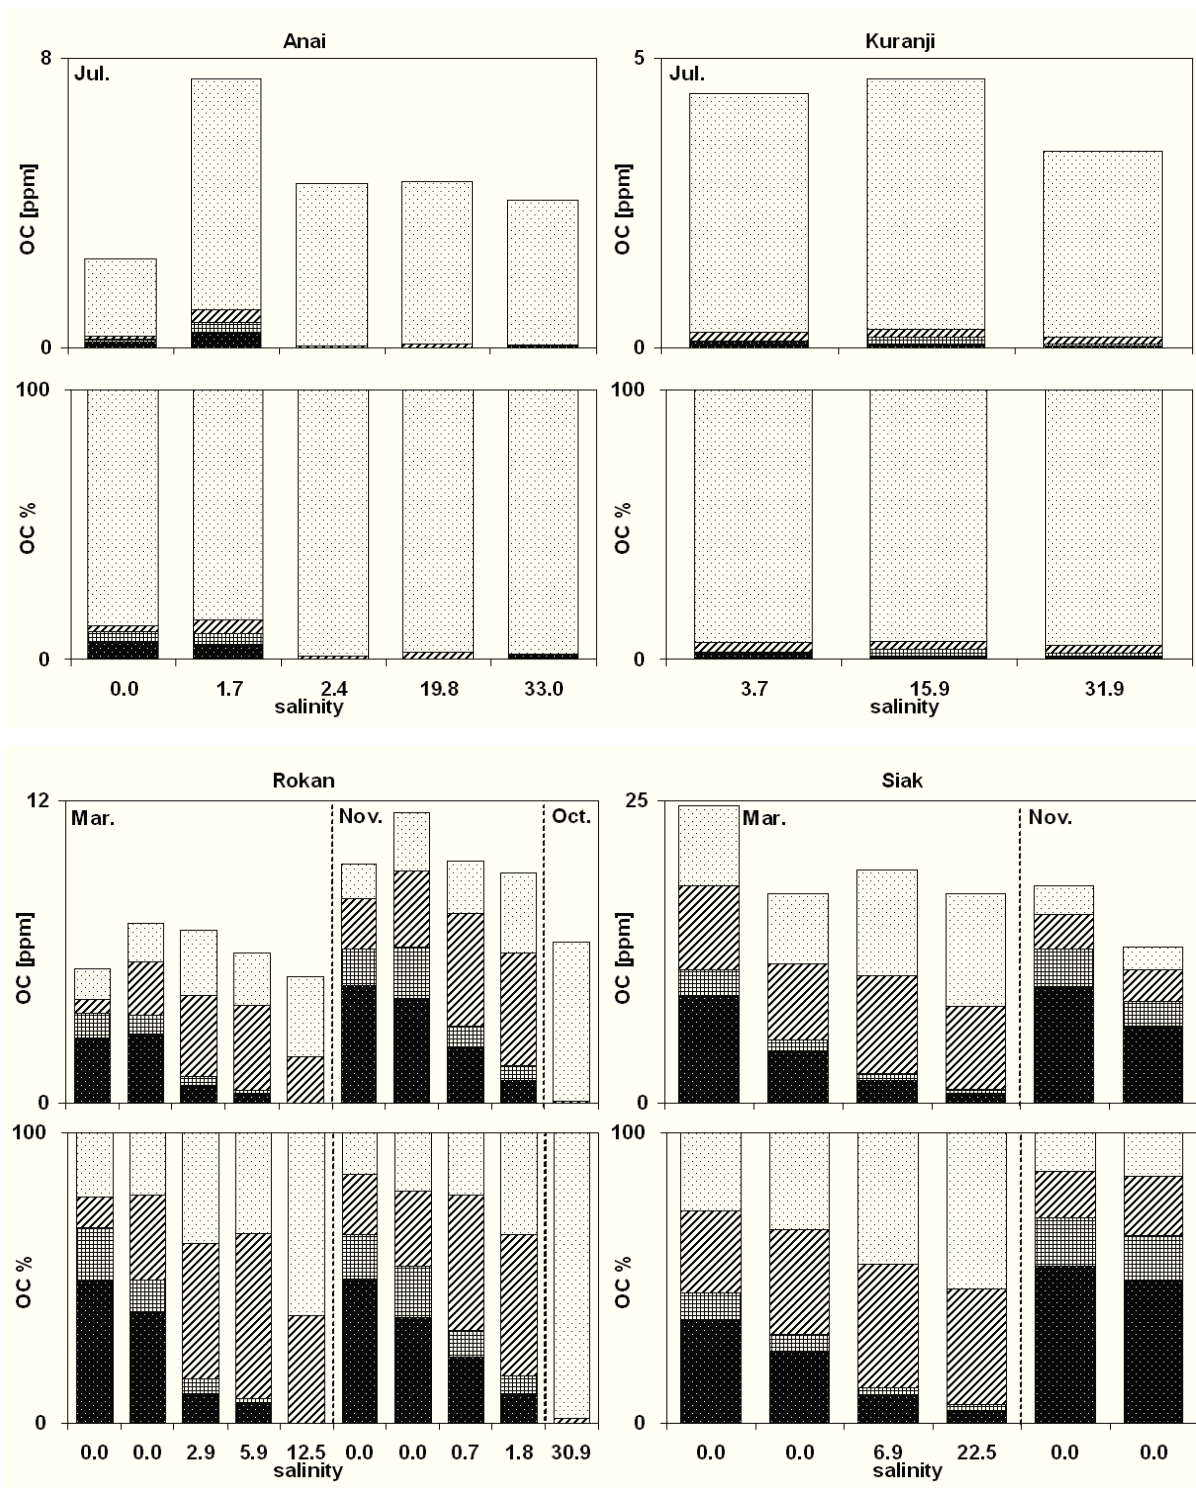 Anai
8
Jul.
OC [ppm]
0
100
OC %
0
0.0 1.7 2.4 19.8 33.0
salinity
Kuranji
5
Jul.
OC [ppm]
0
100
OC %
0
3.7 15.9 31.9
salinity
Rokan
12
Mar. Nov. Oct.
OC [ppm]
0
100
OC %
0
0.0 0.0 2.9 5.9 12.5 0.0 0.0 0.7 1.8 30.9
salinity
Siak
25
Mar. Nov.
OC [ppm]
0
100
OC %
0
0.0 0.0 6.9 22.5 0.0 0.0
salinity